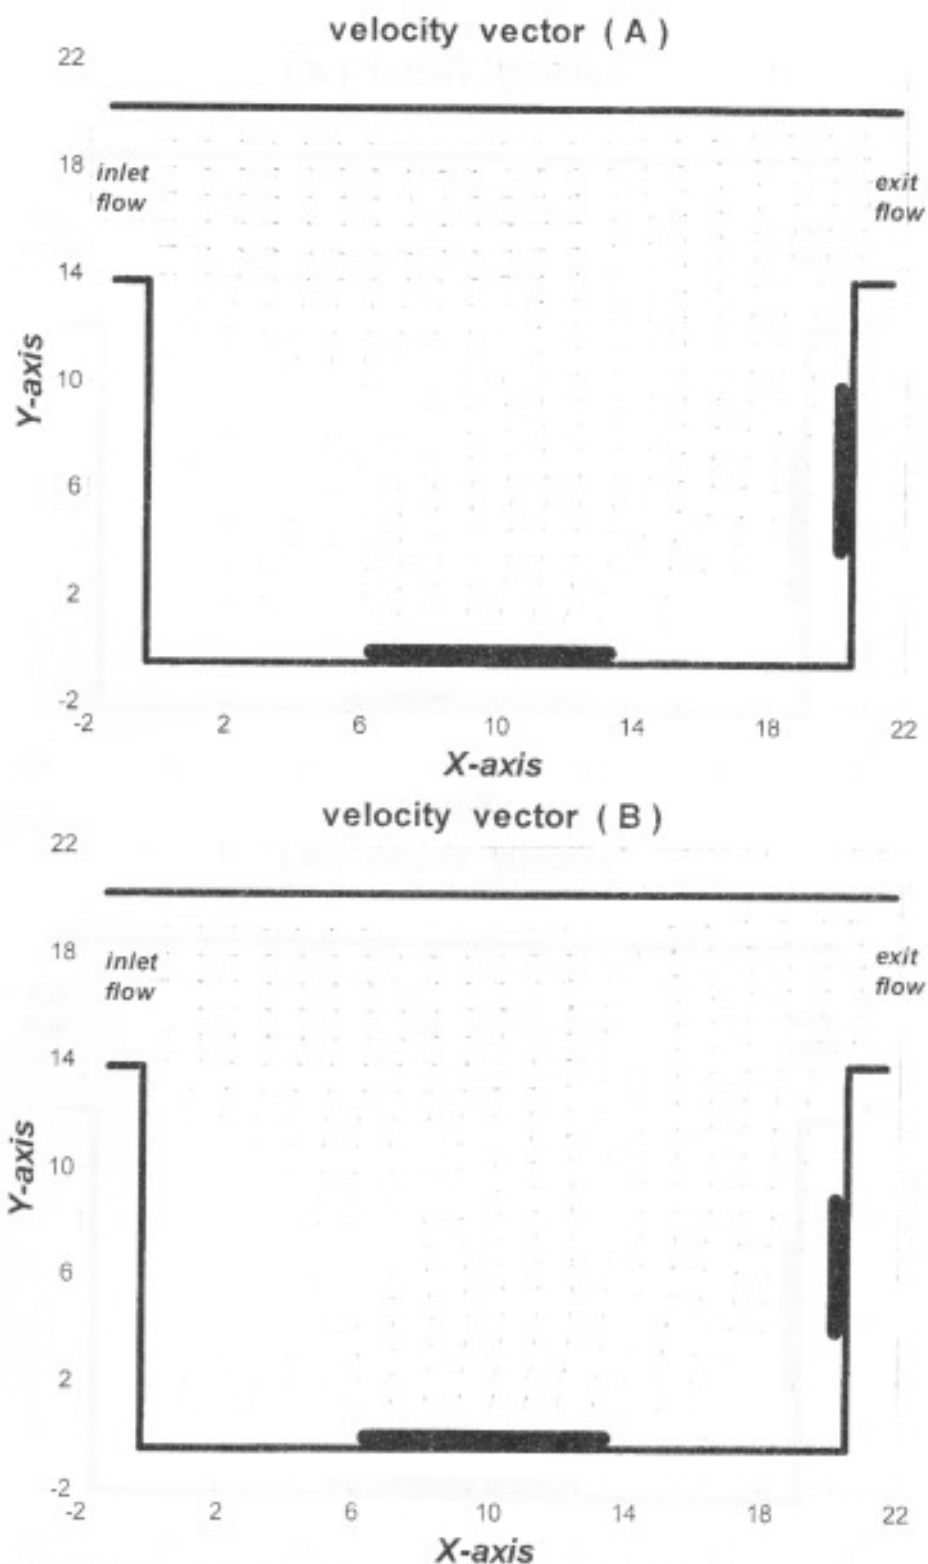 velocity vector ( A )
22
18
inlet
flow
exit
flow
14
10
Y-axis
6
2
-2
-2 2 6 10 14 18 22
X-axis
velocity vector ( B )
22
18
inlet
flow
exit
flow
14
10
Y-axis
6
2
-2
-2 2 6 10 14 18 22
X-axis